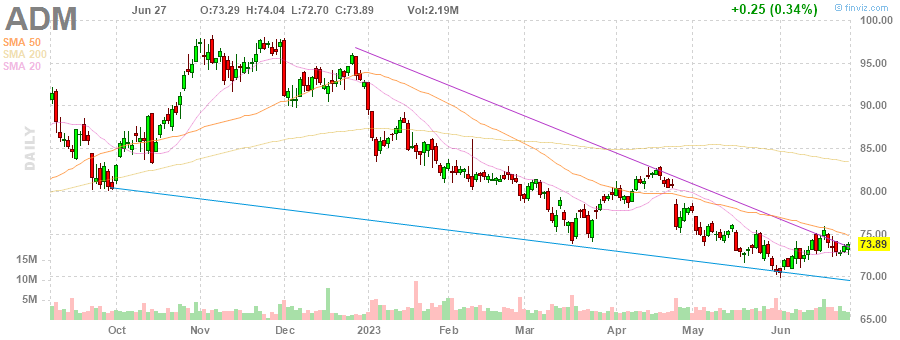 ADM
Jun 27 O:73.29 H:74.04 L:72.70 C:73.89 Vol:2.19M +0.25 (0.34%)
finviz.com
SMA 50
SMA 200
SMA 20
DAILY
100.00
95.00
90.00
85.00
80.00
75.00
73.89
70.00
65.00
15M
10M
5M
Oct Nov Dec 2023 Feb Mar Apr May Jun